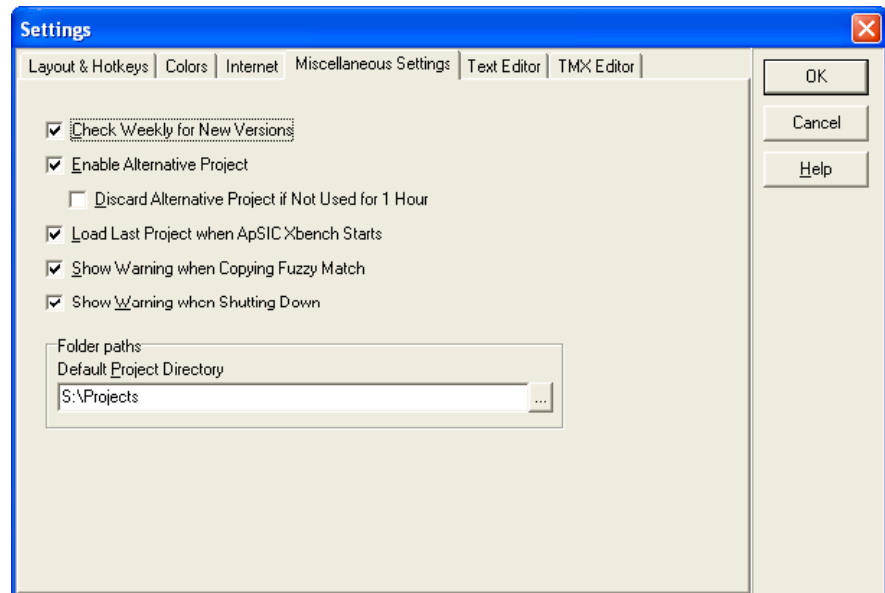 Settings
Layout & Hotkeys Colors Internet Miscellaneous Settings Text Editor TMX Editor
OK
Cancel
Help
Check Weekly for New Versions
Enable Alternative Project
Discard Alternative Project if Not Used for 1 Hour
Load Last Project when ApSIC Xbench Starts
Show Warning when Copying Fuzzy Match
Show Warning when Shutting Down
Folder paths
Default Project Directory
S:\Projects
...